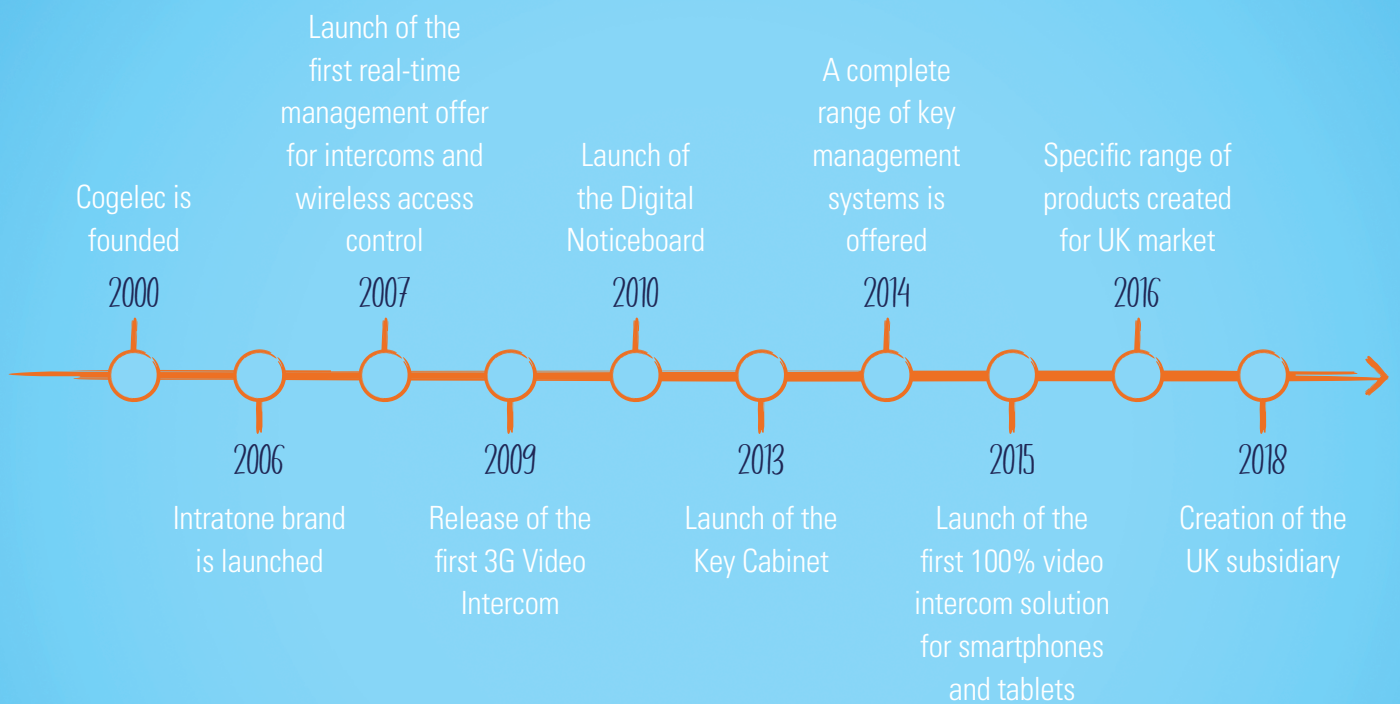 Cogelec is
founded
2000
2006
Intratone brand
is launched
Launch of the
first real-time
management offer
for intercoms and
wireless access
control
2007
2009
Release of the
first 3G Video
Intercom
Launch of
the Digital
Noticeboard
2010
2013
Launch of the
Key Cabinet
A complete
range of key
management
systems is
offered
2014
2015
Launch of the
first 100% video
intercom solution
for smartphones
and tablets
Specific range of
products created
for UK market
2016
2018
Creation of the
UK subsidiary